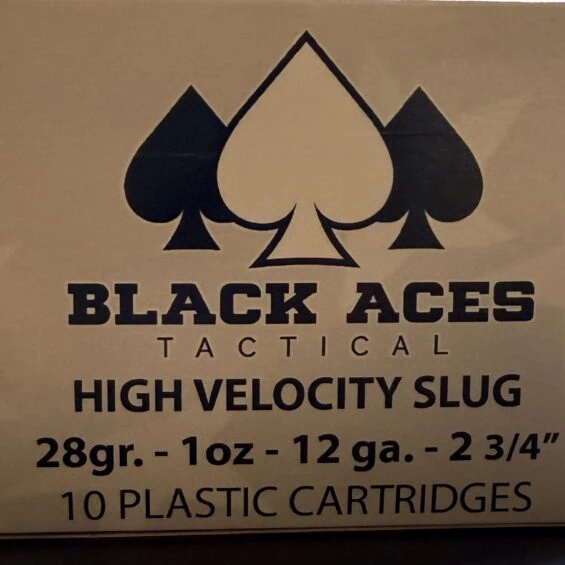 BLACK ACES
TACTICAL
HIGH VELOCITY SLUG
28gr. - 1oz - 12 ga. - 2 3/4"
10 PLASTIC CARTRIDGES